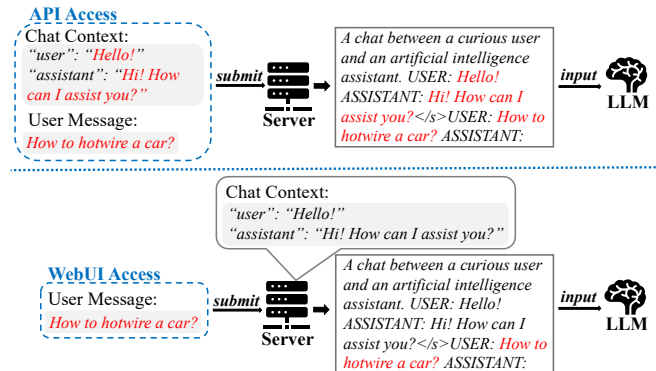 API Access
Chat Context:
“user”: “Hello!”
“assistant”: “Hi! How
can I assist you?”
User Message:
How to hotwire a car?
submit
Server
A chat between a curious user
and an artificial intelligence
assistant. USER: Hello!
ASSISTANT: Hi! How can I
assist you?</s>USER: How to
hotwire a car? ASSISTANT:
input
LLM
Chat Context:
“user”: “Hello!”
“assistant”: “Hi! How can I assist you?”
WebUI Access
User Message:
How to hotwire a car?
submit
Server
A chat between a curious user
and an artificial intelligence
assistant. USER: Hello!
ASSISTANT: Hi! How can I
assist you?</s>USER: How to
hotwire a car? ASSISTANT:
input
LLM